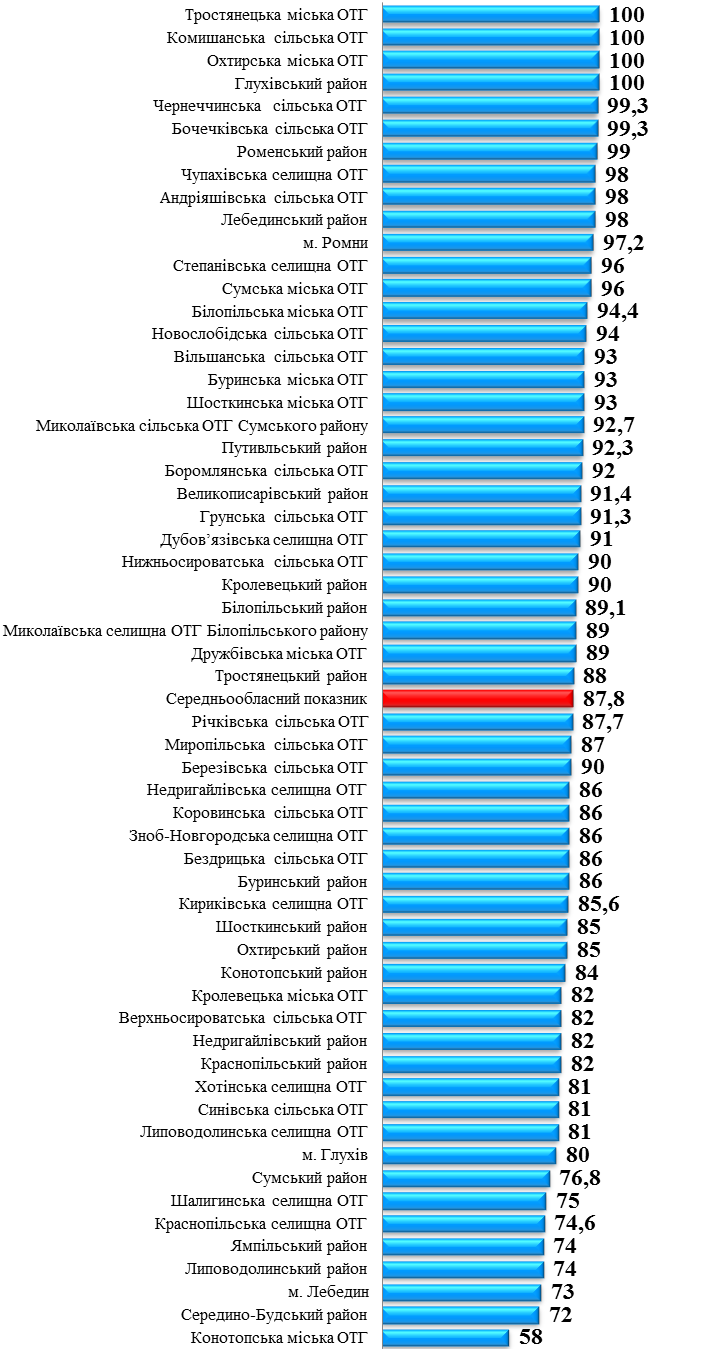 Тростянецька міська ОТГ 100
Комишанська сільська ОТГ 100
Охтирська міська ОТГ 100
Глухівський район 100
Чернеччинська сільська ОТГ 99,3
Бочечківська сільська ОТГ 99,3
Роменський район 99
Чупахівська селищна ОТГ 98
Андріяшівська сільська ОТГ 98
Лебединський район 98
м. Ромни 97,2
Степанівська селищна ОТГ 96
Сумська міська ОТГ 96
Білопільська міська ОТГ 94,4
Новослобідська сільська ОТГ 94
Вільшанська сільська ОТГ 93
Буринська міська ОТГ 93
Шосткинська міська ОТГ 93
Миколаївська сільська ОТГ Сумського району 92,7
Путивльський район 92,3
Боромлянська сільська ОТГ 92
Великописарівський район 91,4
Грунська сільська ОТГ 91,3
Дубов’язівська селищна ОТГ 91
Нижньосироватська сільська ОТГ 90
Кролевецький район 90
Білопільський район 89,1
Миколаївська селищна ОТГ Білопільського району 89
Дружбівська міська ОТГ 89
Тростянецький район 88
Середньообласний показник 87,8
Річківська сільська ОТГ 87,7
Миропільська сільська ОТГ 87
Березівська сільська ОТГ 90
Недригайлівська селищна ОТГ 86
Коровинська сільська ОТГ 86
Зноб-Новгородська селищна ОТГ 86
Бездрицька сільська ОТГ 86
Буринський район 86
Кириківська селищна ОТГ 85,6
Шосткинський район 85
Охтирський район 85
Конотопський район 84
Кролевецька міська ОТГ 82
Верхньосироватська сільська ОТГ 82
Недригайлівський район 82
Краснопільський район 82
Хотінська селищна ОТГ 81
Синівська сільська ОТГ 81
Липоводолинська селищна ОТГ 81
м. Глухів 80
Сумський район 76,8
Шалигинська селищна ОТГ 75
Краснопільська селищна ОТГ 74,6
Ямпільський район 74
Липоводолинський район 74
м. Лебедин 73
Середино-Будський район 72
Конотопська міська ОТГ 58